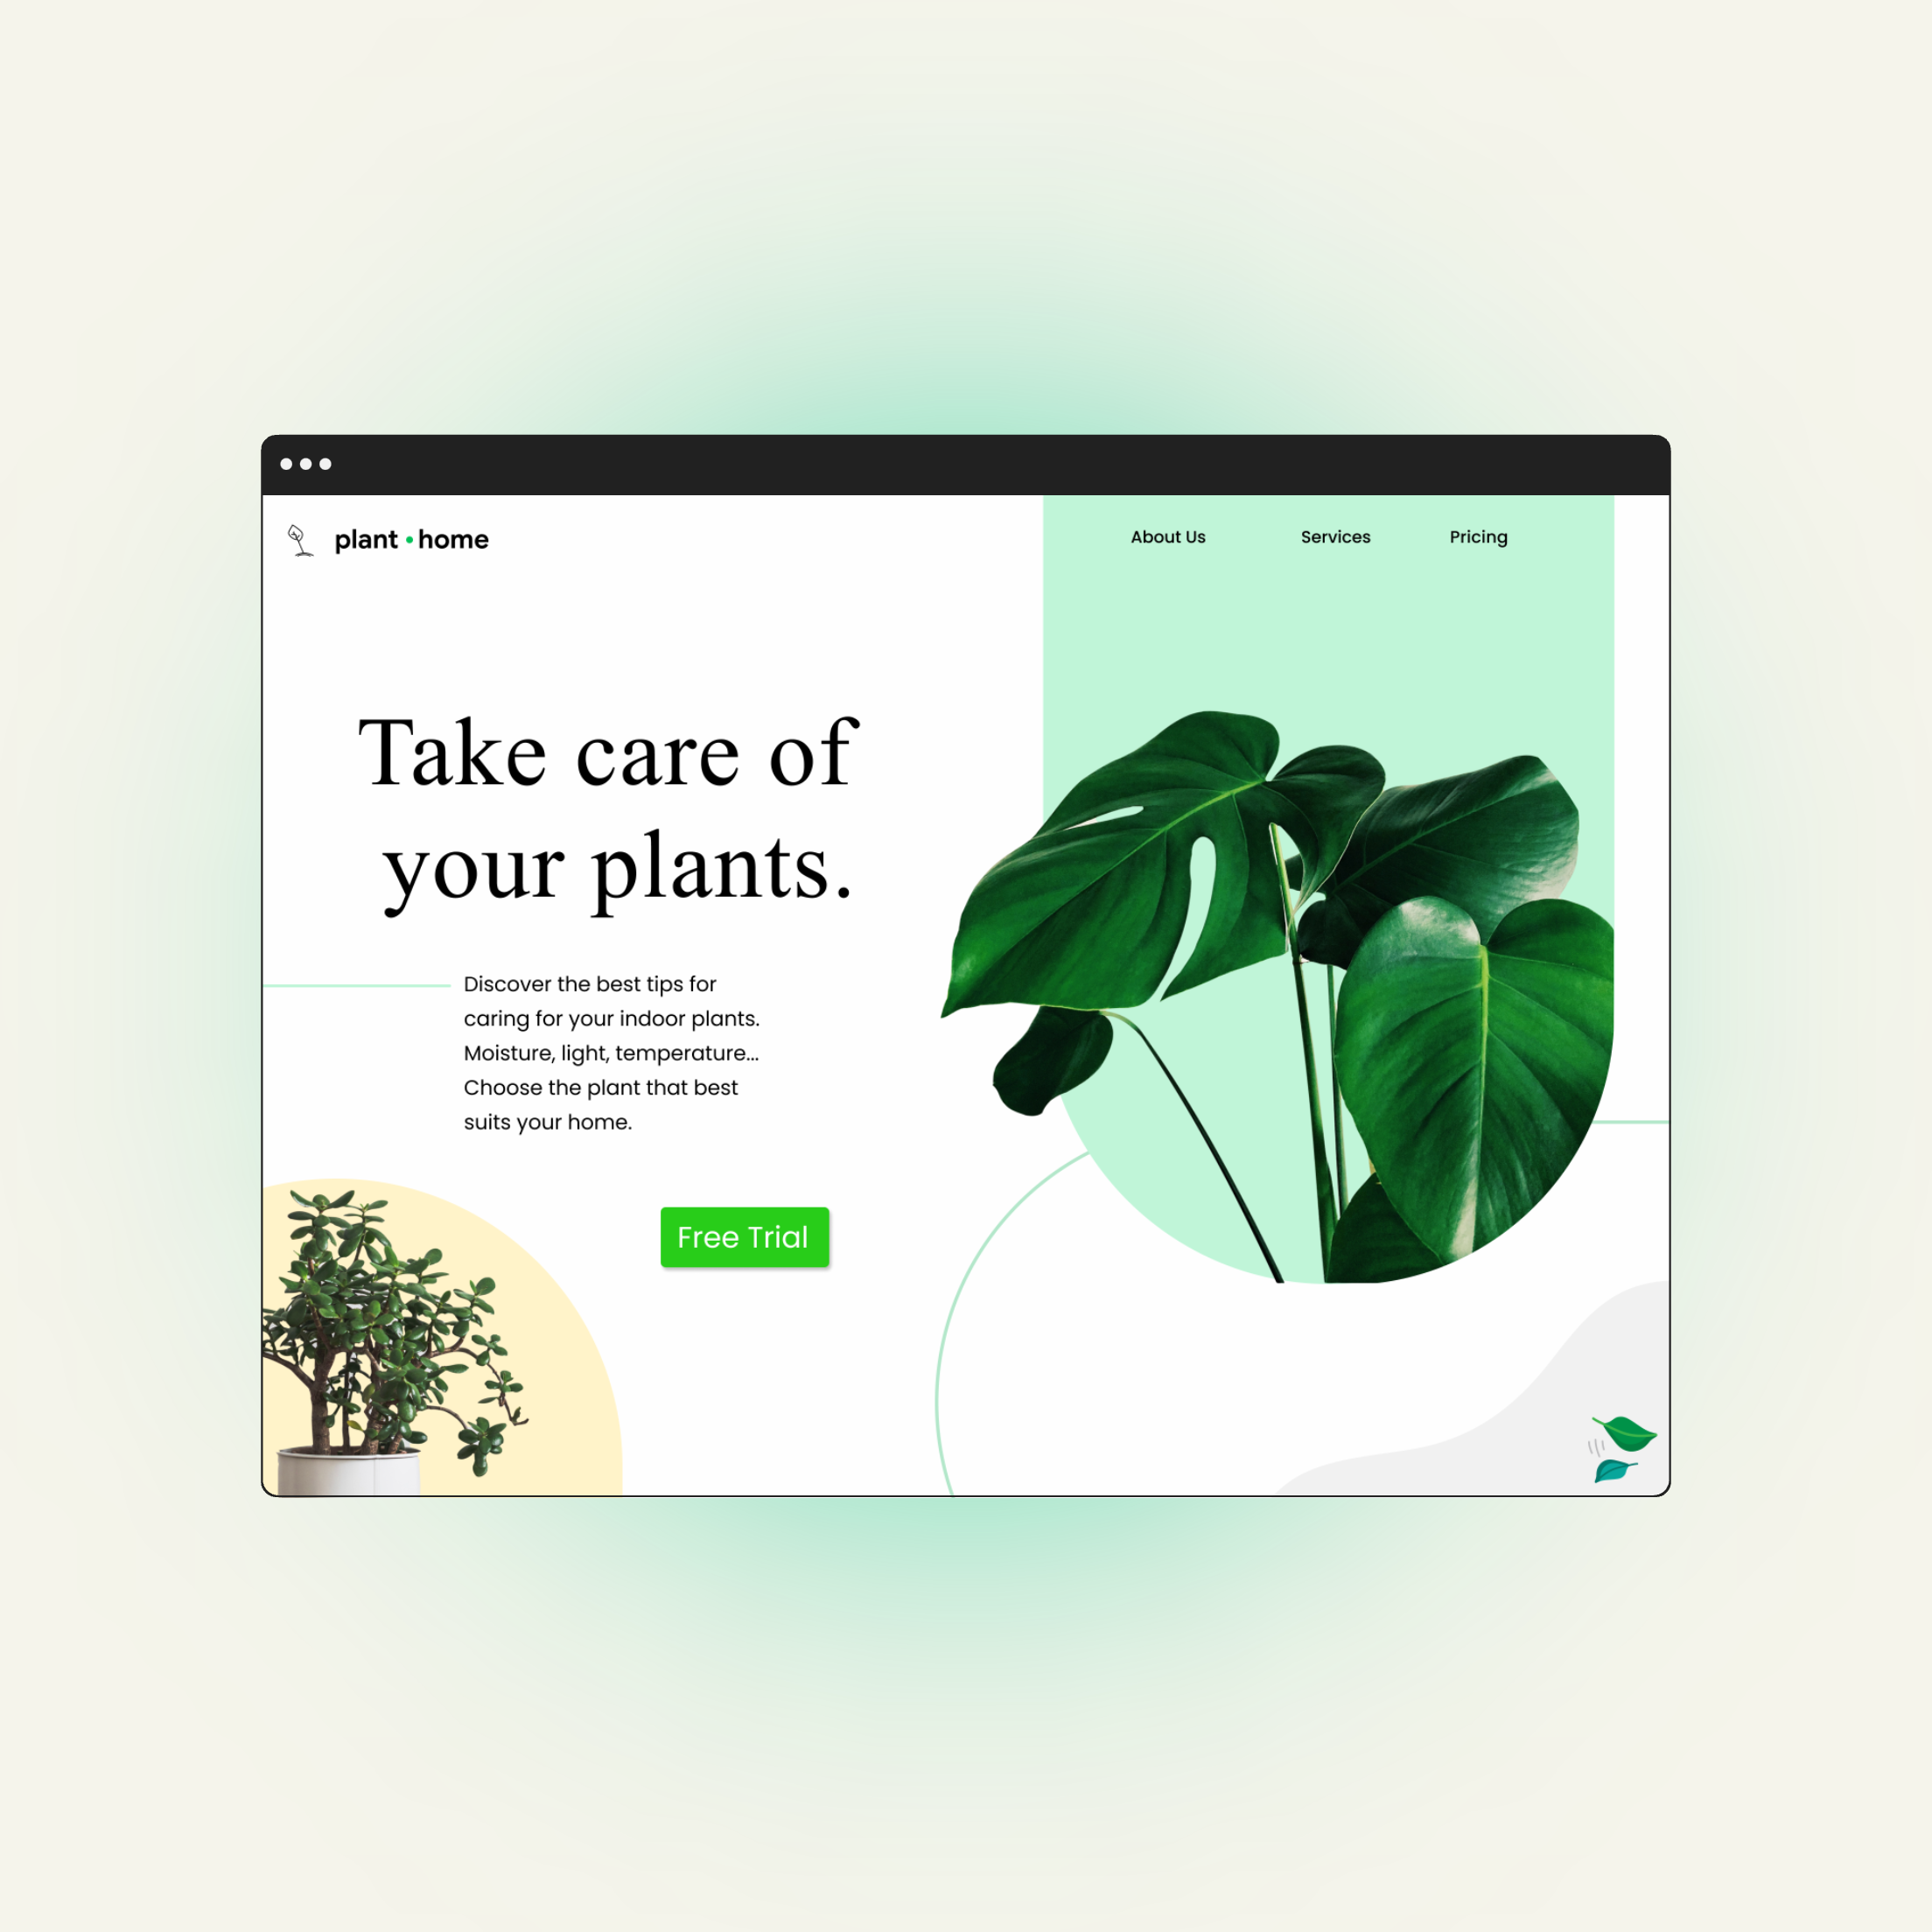 plant • home
About Us
Services
Pricing
Take care of
your plants.
Discover the best tips for
caring for your indoor plants.
Moisture, light, temperature...
Choose the plant that best
suits your home.
Free Trial